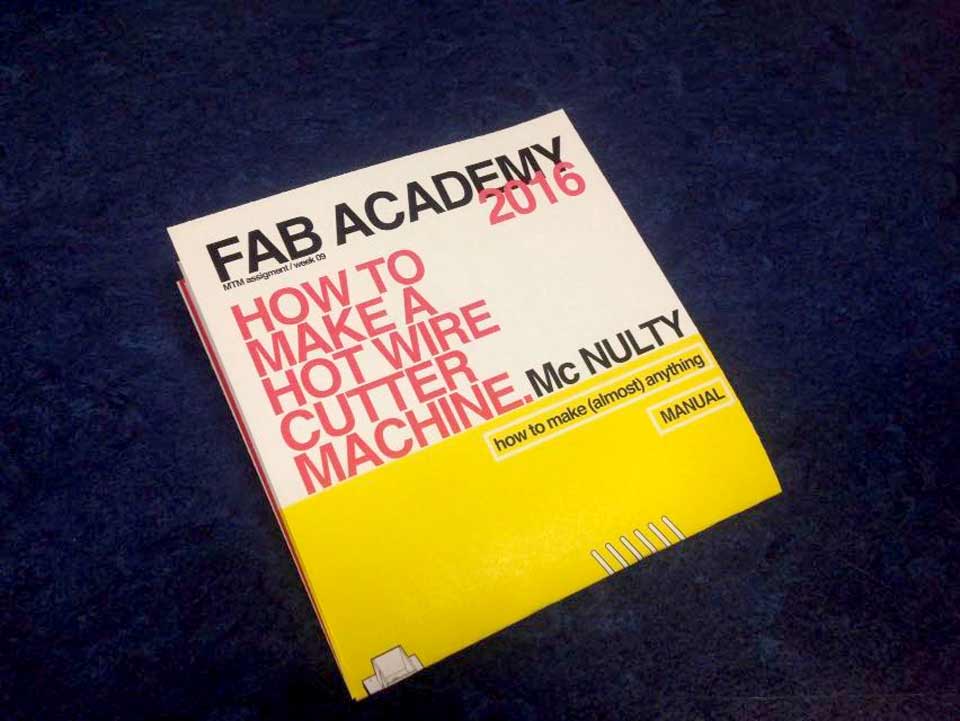 FAB ACADEMY
2016
MTM assigment / week 09
HOW TO
MAKE A
HOT WIRE
CUTTER
MACHINE. Mc NULTY
how to make (almost) anything
MANUAL